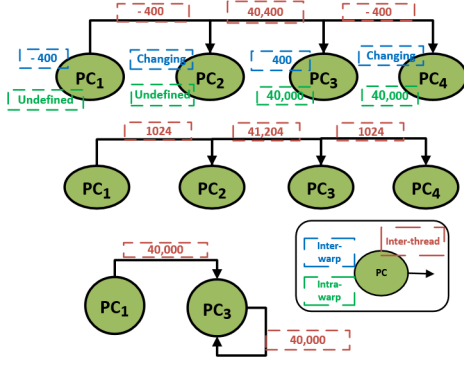 - 400
40,400
- 400
- 400
Changing
400
Changing
PC1
PC2
PC3
PC4
Undefined
Undefined
40,000
40,000
1024
41,204
1024
PC1
PC2
PC3
PC4
40,000
PC1
PC3
40,000
Inter-
warp
Inter-thread
PC
Intra-
warp